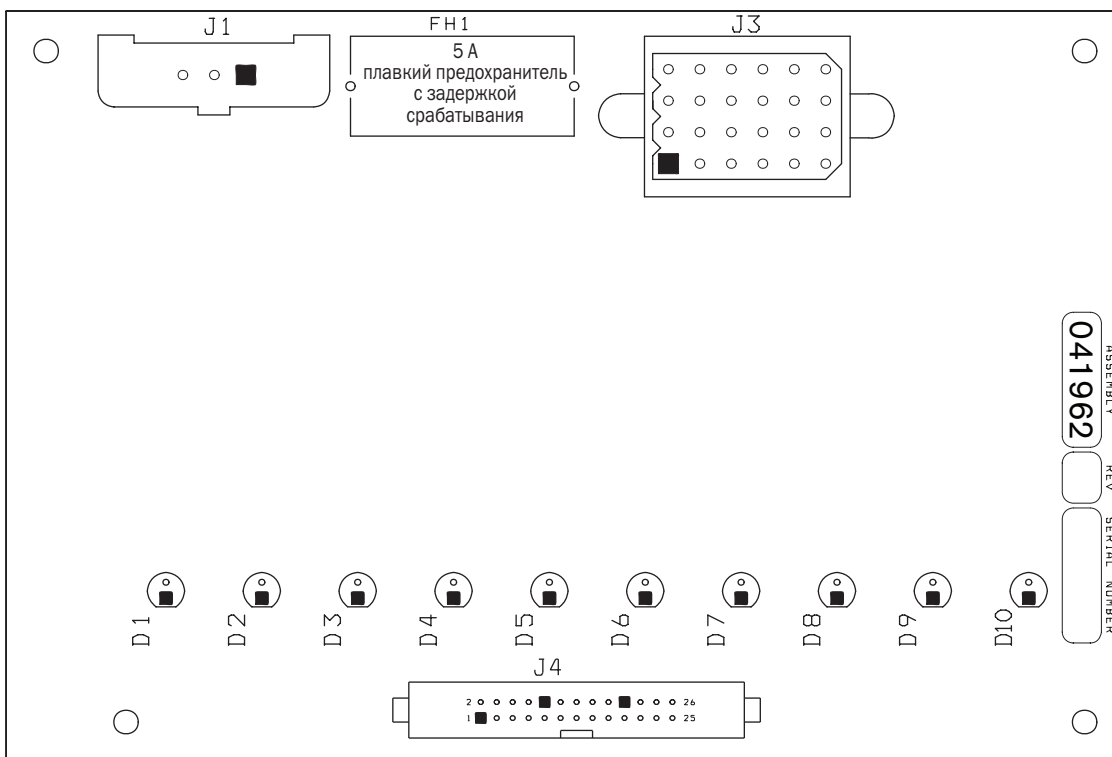 J1
FH1
J3
5 А
плавкий предохранитель
с задержкой
срабатывания
041962
ASSEMBLY
REV
SERIAL NUMBER
D1
D2
D3
D4
D5
D6
D7
D8
D9
D10
J4
2
26
1
25